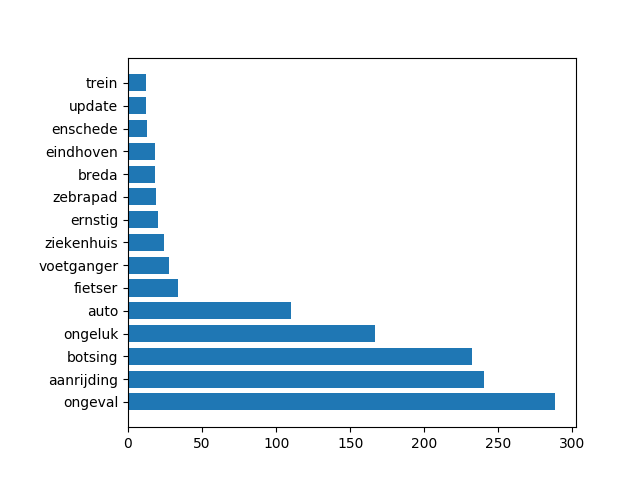 trein
update
enschede
eindhoven
breda
zebrapad
ernstig
ziekenhuis
voetganger
fietser
auto
ongeluk
botsing
aanrijding
ongeval
0 50 100 150 200 250 300